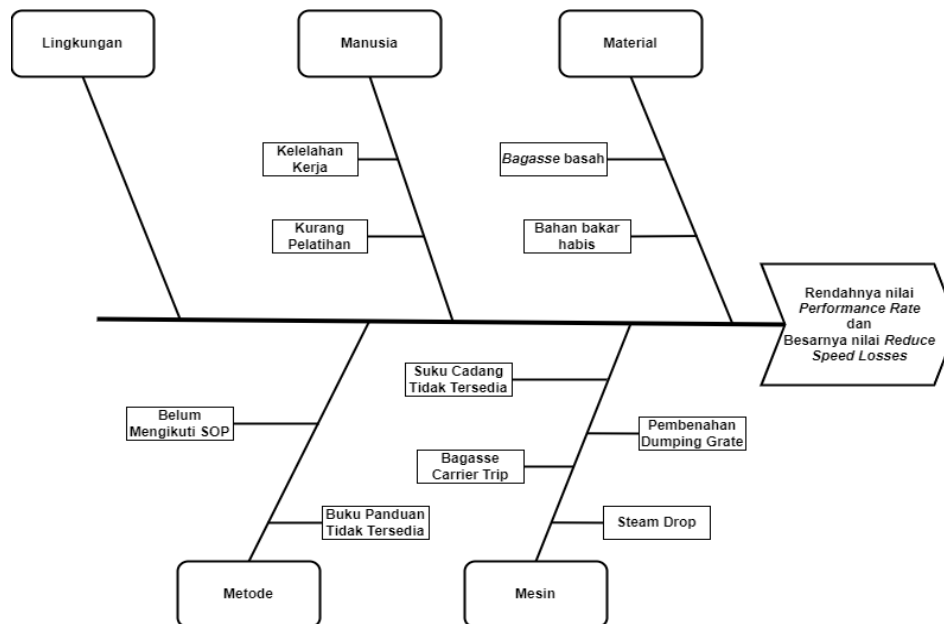 Lingkungan
Manusia
Material
Kelelahan
Kerja
Bagasse basah
Kurang
Pelatihan
Bahan bakar
habis
Rendahnya nilai
Performance Rate
dan
Besarnya nilai Reduce
Speed Losses
Suku Cadang
Tidak Tersedia
Belum
Mengikuti SOP
Pembenahan
Dumping Grate
Bagasse
Carrier Trip
Buku Panduan
Tidak Tersedia
Steam Drop
Metode
Mesin